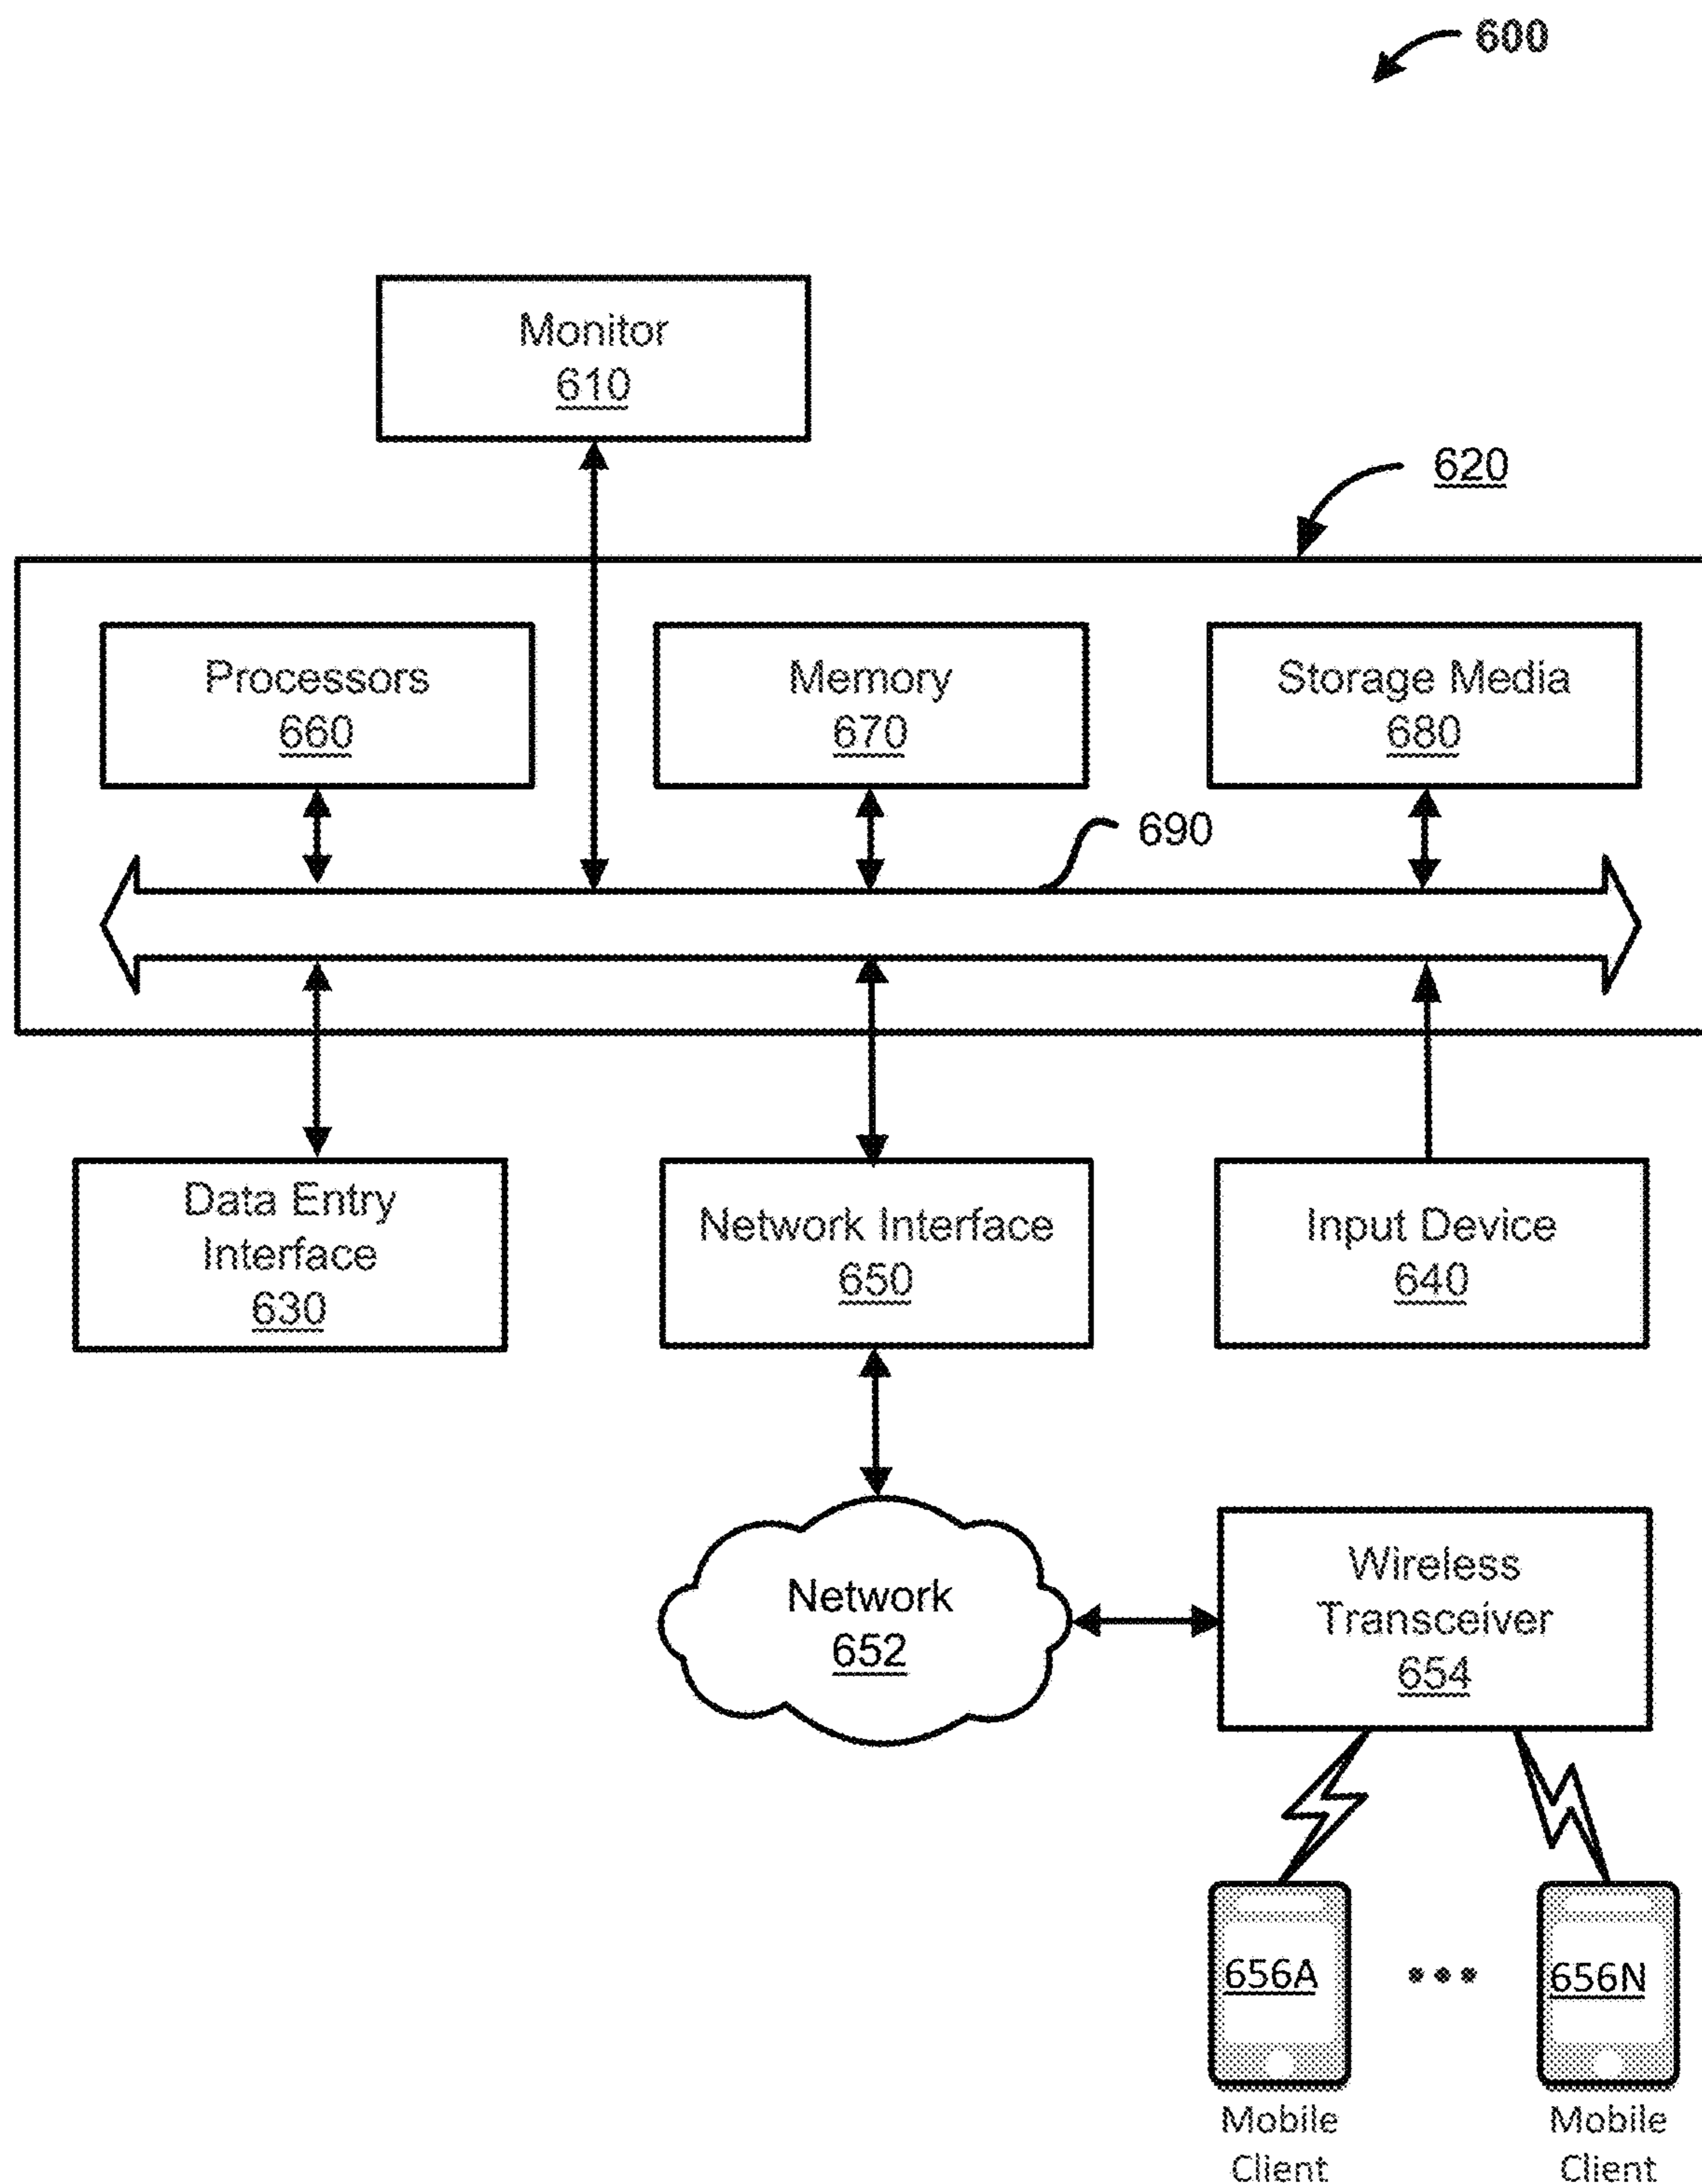 600
Monitor
610
620
Processors
660
Memory
670
Storage Media
680
690
Data Entry
Interface
630
Network Interface
650
Input Device
640
Network
652
Wireless
Transceiver
654
656A
656N
Mobile
Client
Mobile
Client